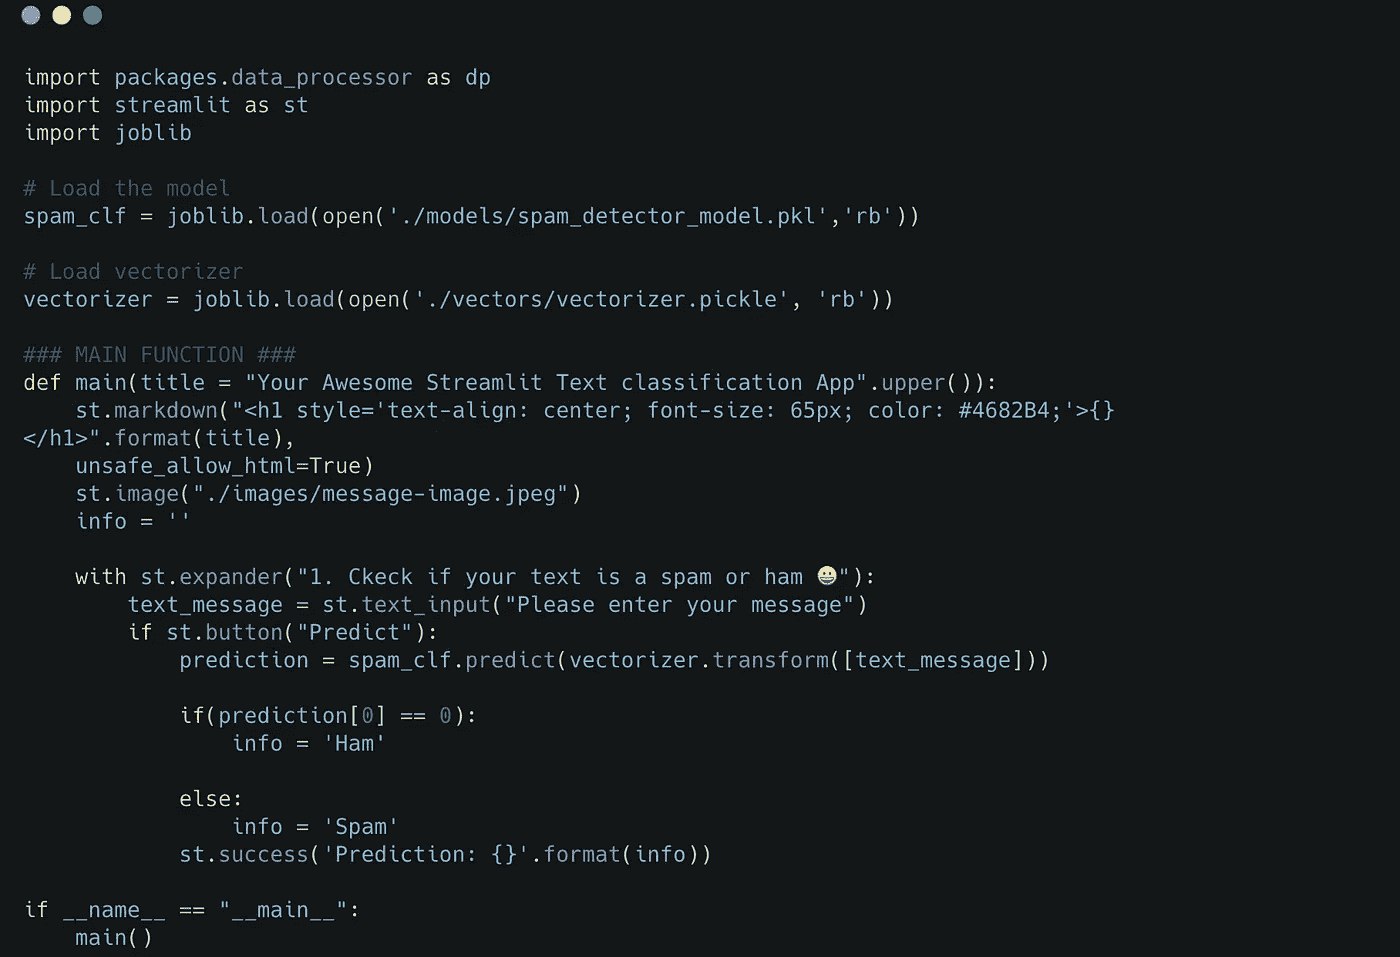 import packages.data_processor as dp
import streamlit as st
import joblib
# Load the model
spam_clf = joblib.load(open('./models/spam_detector_model.pkl','rb'))
# Load vectorizer
vectorizer = joblib.load(open('./vectors/vectorizer.pickle', 'rb'))
### MAIN FUNCTION ###
def main(title = "Your Awesome Streamlit Text classification App".upper()):
    st.markdown("<h1 style='text-align: center; font-size: 65px; color: #4682B4;'>{}
</h1>".format(title),
    unsafe_allow_html=True)
    st.image("./images/message-image.jpeg")
    info = ''
    with st.expander("1. Ckeck if your text is a spam or ham 😀"):
        text_message = st.text_input("Please enter your message")
        if st.button("Predict"):
            prediction = spam_clf.predict(vectorizer.transform([text_message]))
            if(prediction[0] == 0):
                info = 'Ham'
            else:
                info = 'Spam'
            st.success('Prediction: {}'.format(info))
if __name__ == "__main__":
    main()